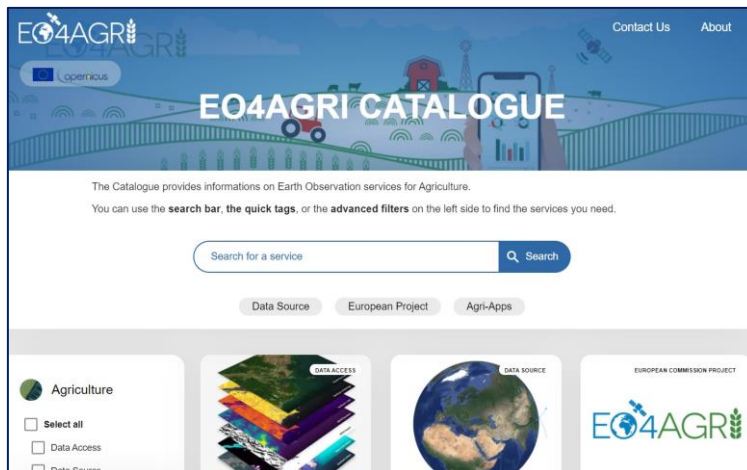 EO4AGRI
Contact Us About
Copernicus
EO4AGRI CATALOGUE
The Catalogue provides informations on Earth Observation services for Agriculture.
You can use the search bar, the quick tags, or the advanced filters on the left side to find the services you need.
Search for a service Search
Data Source European Project Agri-Apps
Agriculture
Select all
Data Access
Data Source
DATA ACCESS
DATA SOURCE
EUROPEAN COMMISSION PROJECT
EO4AGRI